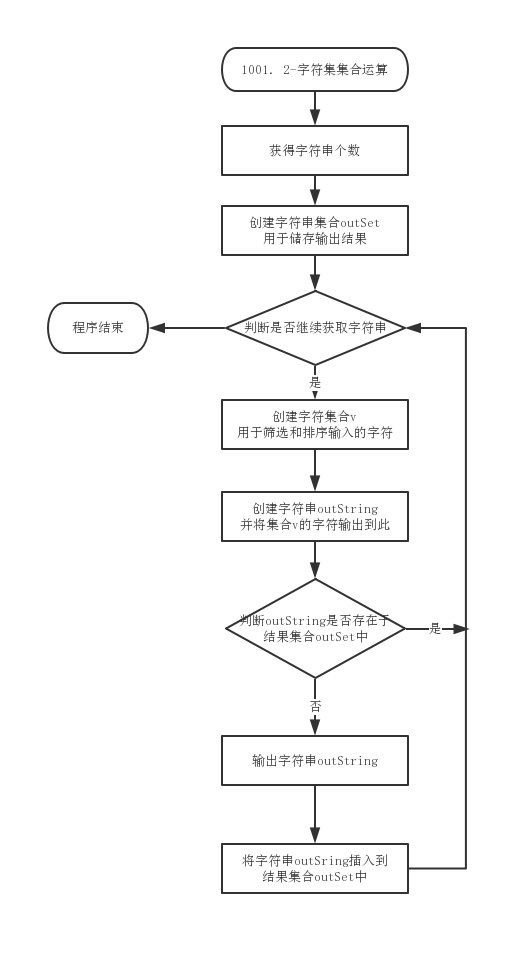 1001. 2-字符集集合运算
获得字符串个数
创建字符串集合outSet
用于储存输出结果
程序结束
判断是否继续获取字符串
是
创建字符集合v
用于筛选和排序输入的字符
创建字符串outString
并将集合v的字符输出到此
判断outString是否存在于
结果集合outSet中
是
否
输出字符串outString
将字符串outSring插入到
结果集合outSet中